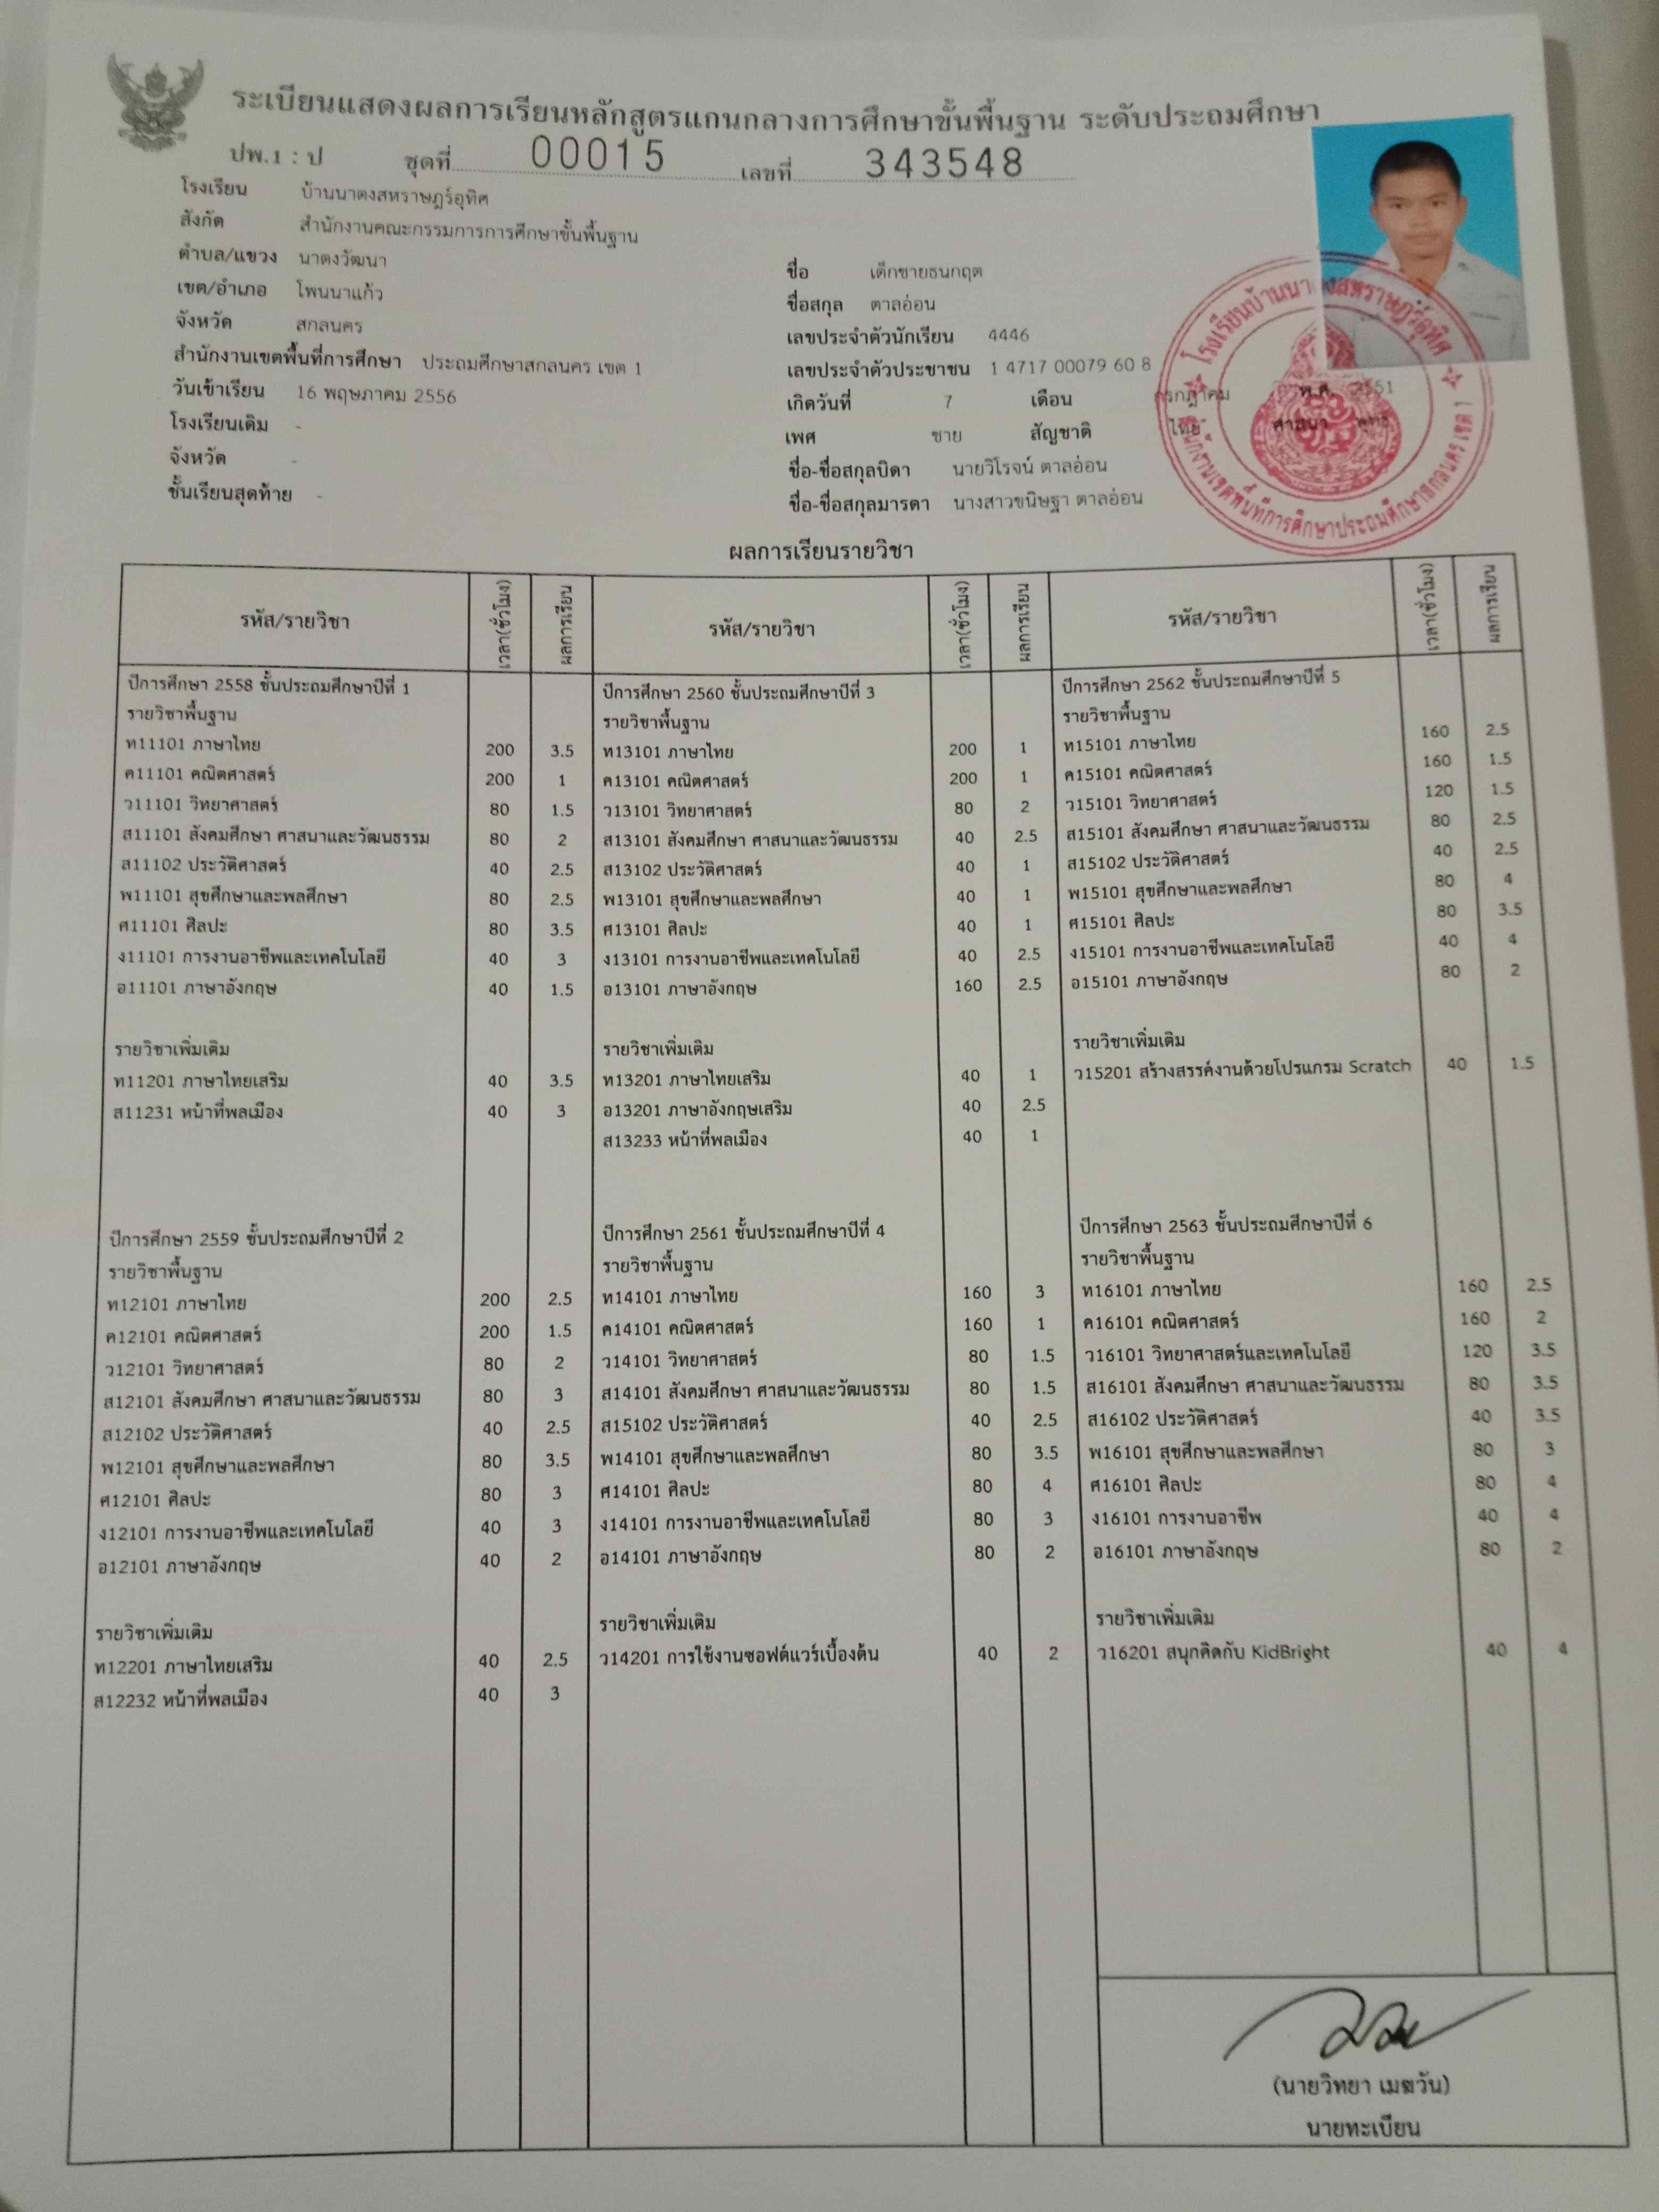 ระเบียนแสดงผลการเรียนหลักสูตรแกนกลางการศึกษาขั้นพื้นฐาน ระดับประถมศึกษา
ปพ.1 : ป ชุดที่ 00015 เลขที่ 343548
โรงเรียน บ้านนาตงสหราษฎร์อุทิศ
สังกัด สำนักงานคณะกรรมการการศึกษาขั้นพื้นฐาน
ตำบล/แขวง นาตงวัฒนา
เขต/อำเภอ โพนนาแก้ว
จังหวัด สกลนคร
สำนักงานเขตพื้นที่การศึกษา ประถมศึกษาสกลนคร เขต 1
วันเข้าเรียน 16 พฤษภาคม 2556
โรงเรียนเดิม -
จังหวัด -
ชั้นเรียนสุดท้าย -
ชื่อ เด็กชายธนกฤต
ชื่อสกุล ตาลอ่อน
เลขประจำตัวนักเรียน 4446
เลขประจำตัวประชาชน 1 4717 00079 60 8
เกิดวันที่ 7 เดือน กรกฎาคม พ.ศ. 2551
เพศ ชาย สัญชาติ ไทย ศาสนา พุทธ
ชื่อ-ชื่อสกุลบิดา นายวิโรจน์ ตาลอ่อน
ชื่อ-ชื่อสกุลมารดา นางสาวขนิษฐา ตาลอ่อน
โรงเรียนบ้านนาตงสหราษฎร์อุทิศ
สำนักงานเขตพื้นที่การศึกษาประถมศึกษาสกลนคร เขต 1
ผลการเรียนรายวิชา
รหัส/รายวิชา เวลา(ชั่วโมง) ผลการเรียน
ปีการศึกษา 2558 ชั้นประถมศึกษาปีที่ 1
รายวิชาพื้นฐาน
ท11101 ภาษาไทย 200 3.5
ค11101 คณิตศาสตร์ 200 1
ว11101 วิทยาศาสตร์ 80 1.5
ส11101 สังคมศึกษา ศาสนาและวัฒนธรรม 80 2
ส11102 ประวัติศาสตร์ 40 2.5
พ11101 สุขศึกษาและพลศึกษา 80 2.5
ศ11101 ศิลปะ 80 3.5
ง11101 การงานอาชีพและเทคโนโลยี 40 3
อ11101 ภาษาอังกฤษ 40 1.5
รายวิชาเพิ่มเติม
ท11201 ภาษาไทยเสริม 40 3.5
ส11231 หน้าที่พลเมือง 40 3
ปีการศึกษา 2559 ชั้นประถมศึกษาปีที่ 2
รายวิชาพื้นฐาน
ท12101 ภาษาไทย 200 2.5
ค12101 คณิตศาสตร์ 200 1.5
ว12101 วิทยาศาสตร์ 80 2
ส12101 สังคมศึกษา ศาสนาและวัฒนธรรม 80 3
ส12102 ประวัติศาสตร์ 40 2.5
พ12101 สุขศึกษาและพลศึกษา 80 3.5
ศ12101 ศิลปะ 80 3
ง12101 การงานอาชีพและเทคโนโลยี 40 3
อ12101 ภาษาอังกฤษ 40 2
รายวิชาเพิ่มเติม
ท12201 ภาษาไทยเสริม 40 2.5
ส12232 หน้าที่พลเมือง 40 3
รหัส/รายวิชา เวลา(ชั่วโมง) ผลการเรียน
ปีการศึกษา 2560 ชั้นประถมศึกษาปีที่ 3
รายวิชาพื้นฐาน
ท13101 ภาษาไทย 200 1
ค13101 คณิตศาสตร์ 200 1
ว13101 วิทยาศาสตร์ 80 2
ส13101 สังคมศึกษา ศาสนาและวัฒนธรรม 40 2.5
ส13102 ประวัติศาสตร์ 40 1
พ13101 สุขศึกษาและพลศึกษา 40 1
ศ13101 ศิลปะ 40 1
ง13101 การงานอาชีพและเทคโนโลยี 40 2.5
อ13101 ภาษาอังกฤษ 160 2.5
รายวิชาเพิ่มเติม
ท13201 ภาษาไทยเสริม 40 1
อ13201 ภาษาอังกฤษเสริม 40 2.5
ส13233 หน้าที่พลเมือง 40 1
ปีการศึกษา 2561 ชั้นประถมศึกษาปีที่ 4
รายวิชาพื้นฐาน
ท14101 ภาษาไทย 160 3
ค14101 คณิตศาสตร์ 160 1
ว14101 วิทยาศาสตร์ 80 1.5
ส14101 สังคมศึกษา ศาสนาและวัฒนธรรม 80 1.5
ส15102 ประวัติศาสตร์ 40 2.5
พ14101 สุขศึกษาและพลศึกษา 80 3.5
ศ14101 ศิลปะ 80 4
ง14101 การงานอาชีพและเทคโนโลยี 80 3
อ14101 ภาษาอังกฤษ 80 2
รายวิชาเพิ่มเติม
ว14201 การใช้งานซอฟต์แวร์เบื้องต้น 40 2
รหัส/รายวิชา เวลา(ชั่วโมง) ผลการเรียน
ปีการศึกษา 2562 ชั้นประถมศึกษาปีที่ 5
รายวิชาพื้นฐาน
ท15101 ภาษาไทย 160 2.5
ค15101 คณิตศาสตร์ 160 1.5
ว15101 วิทยาศาสตร์ 120 1.5
ส15101 สังคมศึกษา ศาสนาและวัฒนธรรม 80 2.5
ส15102 ประวัติศาสตร์ 40 2.5
พ15101 สุขศึกษาและพลศึกษา 80 4
ศ15101 ศิลปะ 80 3.5
ง15101 การงานอาชีพและเทคโนโลยี 40 4
อ15101 ภาษาอังกฤษ 80 2
รายวิชาเพิ่มเติม
ว15201 สร้างสรรค์งานด้วยโปรแกรม Scratch 40 1.5
ปีการศึกษา 2563 ชั้นประถมศึกษาปีที่ 6
รายวิชาพื้นฐาน
ท16101 ภาษาไทย 160 2.5
ค16101 คณิตศาสตร์ 160 2
ว16101 วิทยาศาสตร์และเทคโนโลยี 120 3.5
ส16101 สังคมศึกษา ศาสนาและวัฒนธรรม 80 3.5
ส16102 ประวัติศาสตร์ 40 3.5
พ16101 สุขศึกษาและพลศึกษา 80 3
ศ16101 ศิลปะ 80 4
ง16101 การงานอาชีพ 40 4
อ16101 ภาษาอังกฤษ 80 2
รายวิชาเพิ่มเติม
ว16201 สนุกคิดกับ KidBright 40 4
(นายวิทยา เมฆวัน)
นายทะเบียน